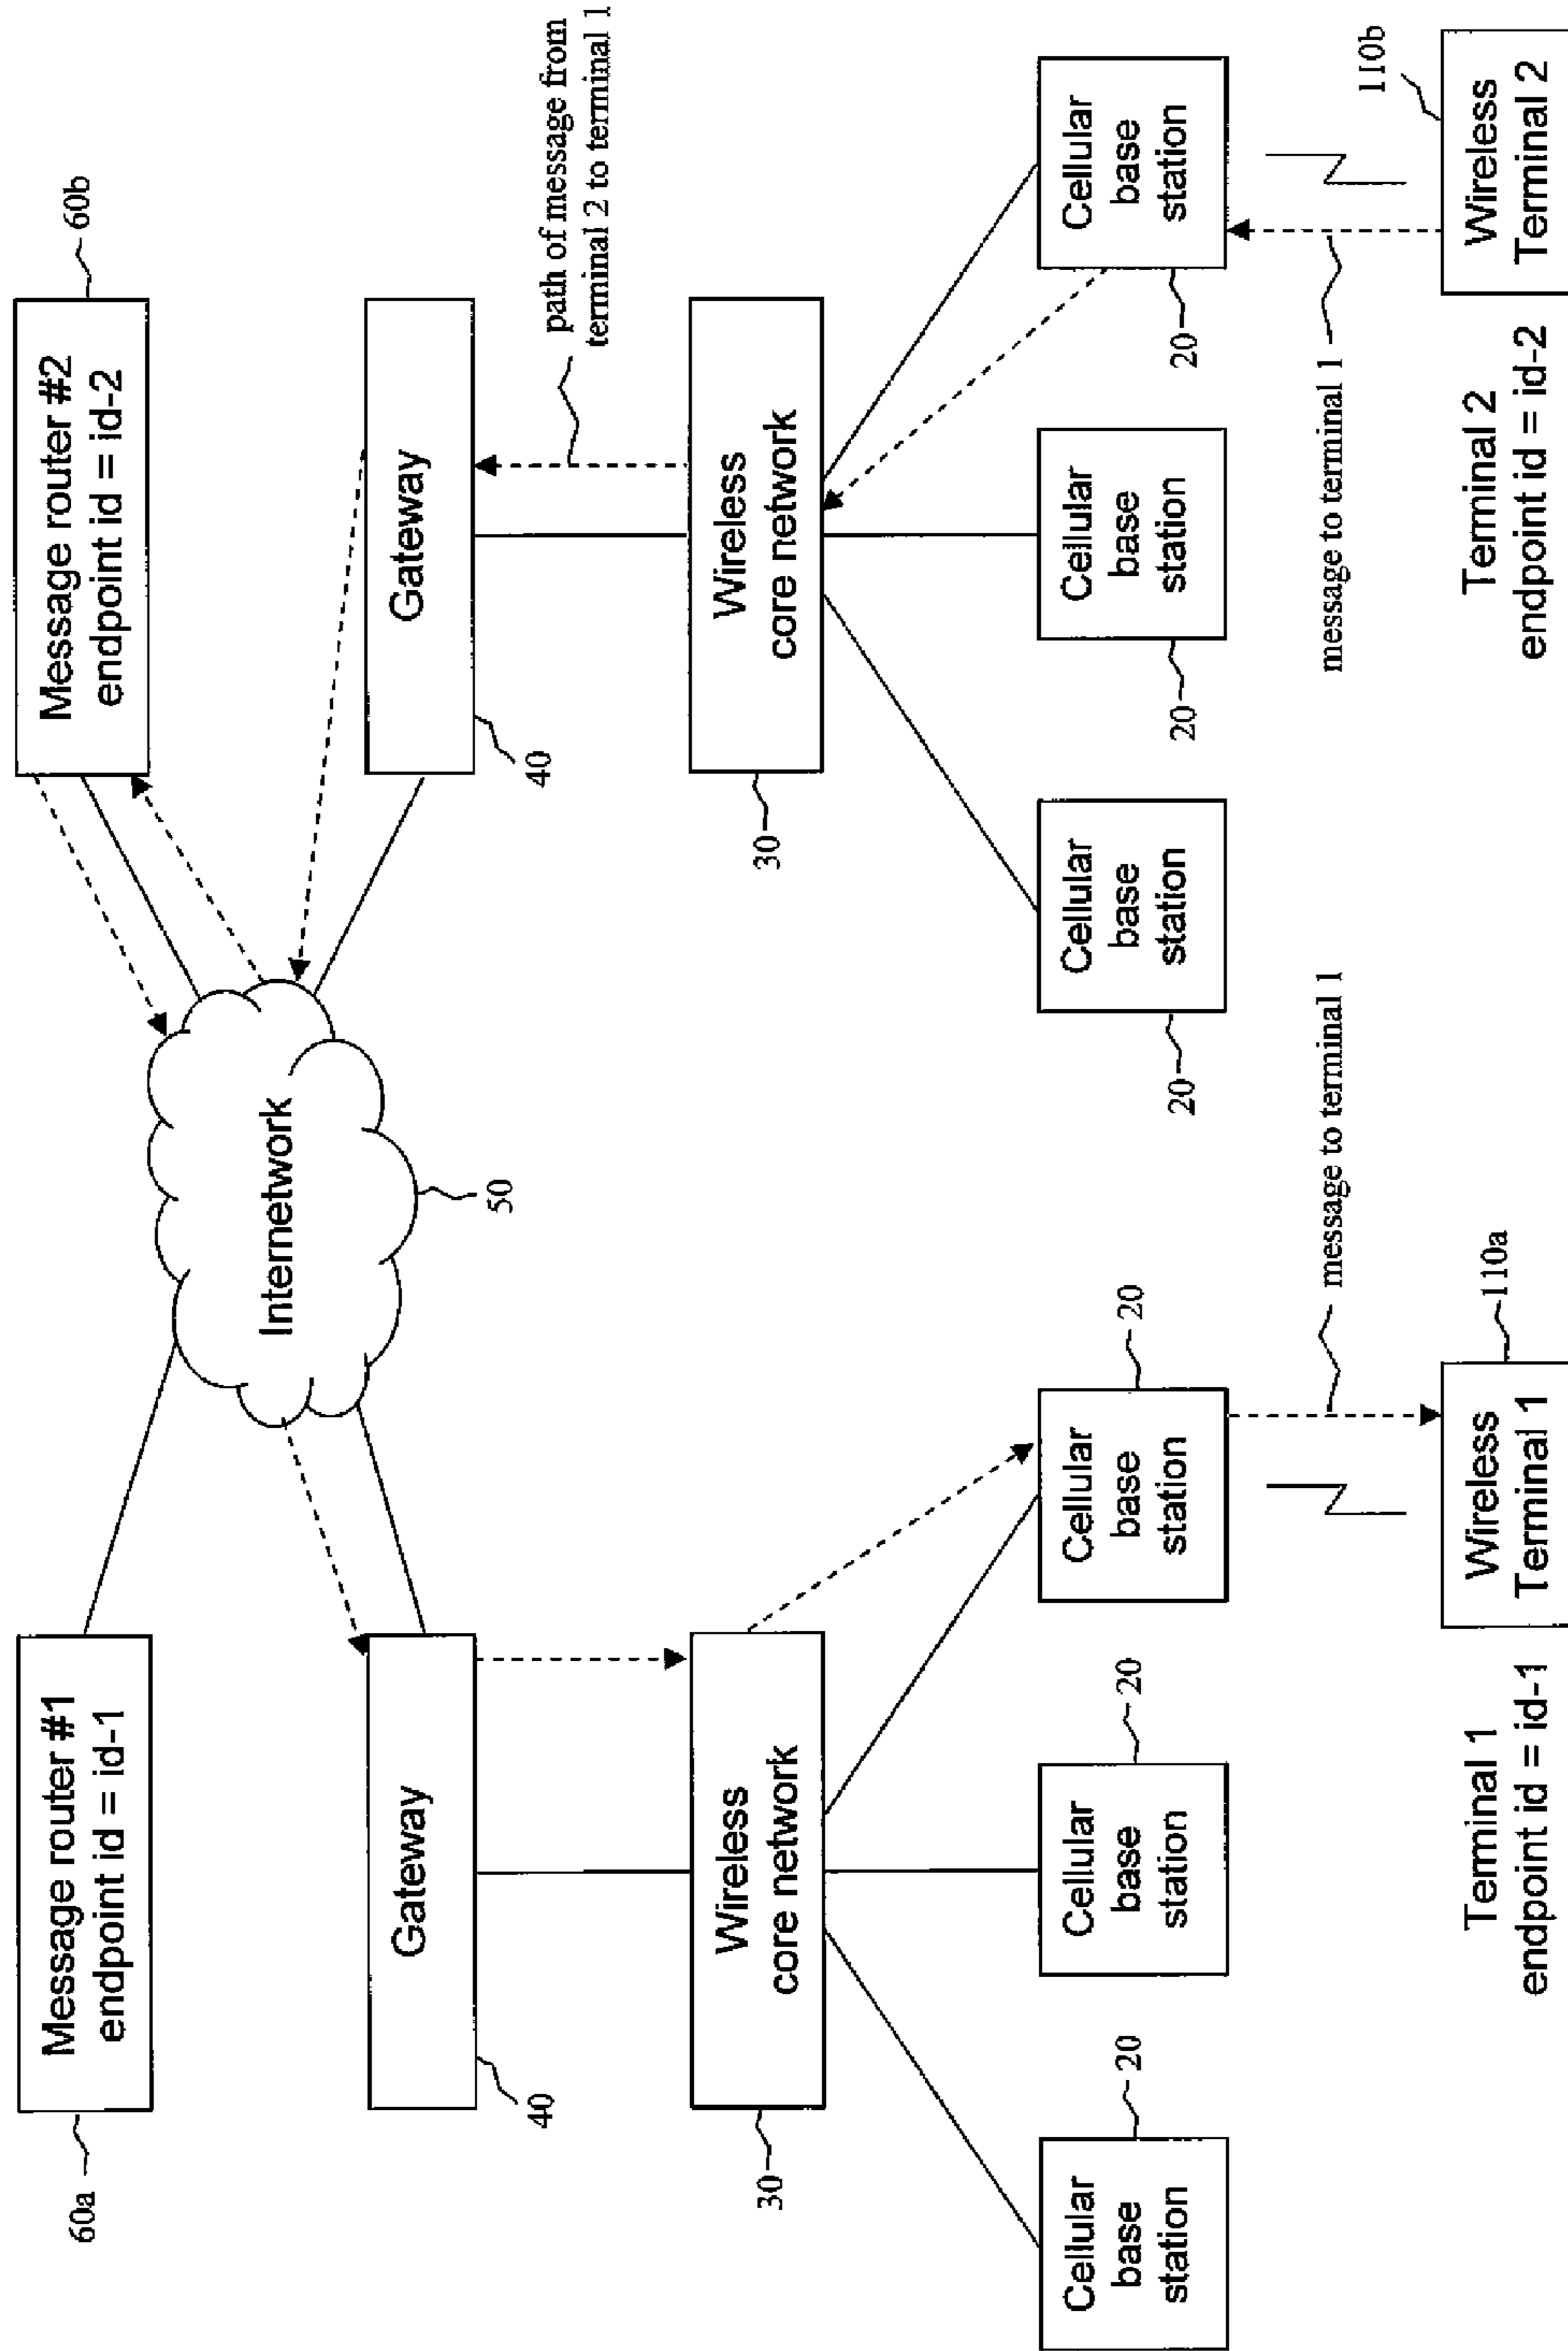 60a
Message router #1
endpoint id = id-1
Message router #2
endpoint id = id-2
60b
Internetwork
50
Gateway
40
Gateway
40
path of message from
terminal 2 to terminal 1
Wireless
core network
30
Wireless
core network
30
Cellular
base
station
20
Cellular
base
station
20
Cellular
base
station
20
Cellular
base
station
20
Cellular
base
station
20
Cellular
base
station
20
message to terminal 1
message to terminal 1
Terminal 1
endpoint id = id-1
Wireless
Terminal 1
110a
Terminal 2
endpoint id = id-2
Wireless
Terminal 2
110b